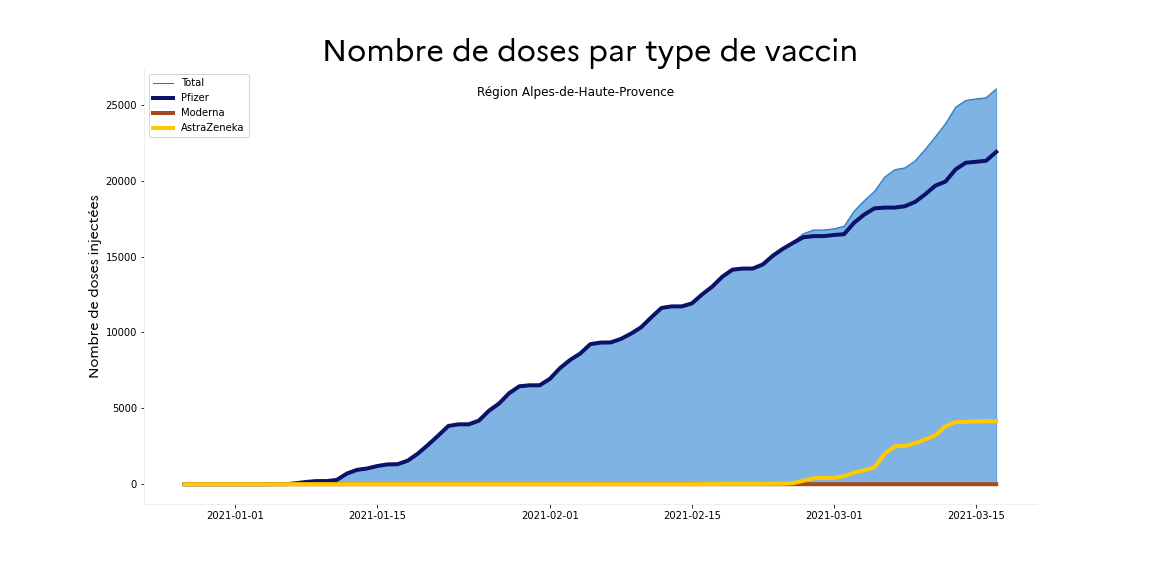 Nombre de doses par type de vaccin
Région Alpes-de-Haute-Provence
Total
Pfizer
Moderna
AstraZeneka
Nombre de doses injectées
25000
20000
15000
10000
5000
0
2021-01-01
2021-01-15
2021-02-01
2021-02-15
2021-03-01
2021-03-15